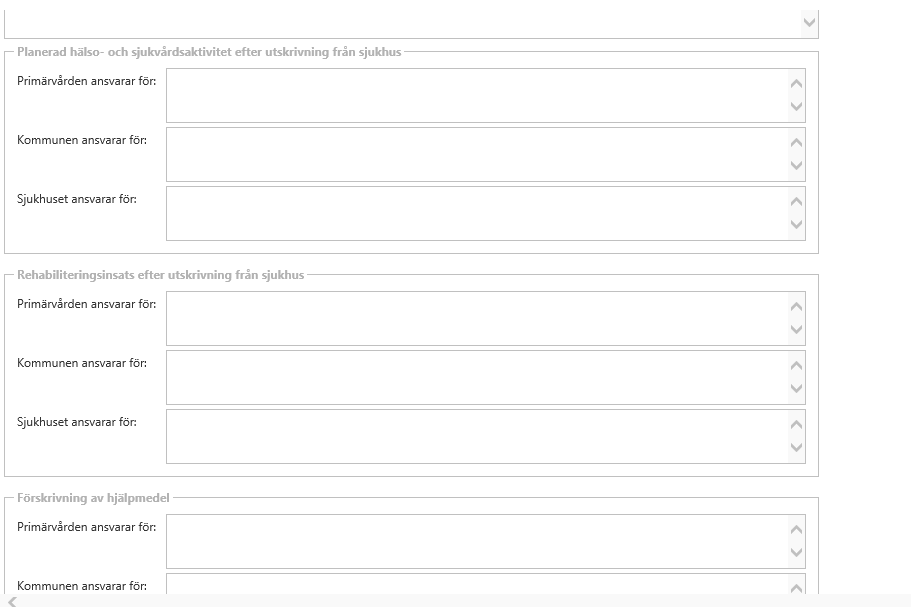 Planerad hälso- och sjukvårdsaktivitet efter utskrivning från sjukhus
Primärvården ansvarar för:
Kommunen ansvarar för:
Sjukhuset ansvarar för:
Rehabiliteringsinsats efter utskrivning från sjukhus
Primärvården ansvarar för:
Kommunen ansvarar för:
Sjukhuset ansvarar för:
Förskrivning av hjälpmedel
Primärvården ansvarar för:
Kommunen ansvarar för: